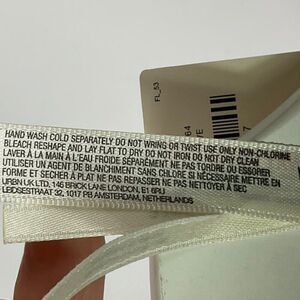 FL_53
HAND WASH COLD SEPARATELY DO NOT WRING OR TWIST USE ONLY NON-CHLORINE
BLEACH RESHAPE AND LAY FLAT TO DRY DO NOT IRON DO NOT DRY CLEAN
LAVER À LA MAIN À L'EAU FROIDE SÉPARÉMENT NE PAS TORDRE OU ESSORER
UTILISER UN AGENT DE BLANCHIMENT SANS CHLORE SI NÉCESSAIRE METTRE EN
FORME ET SÉCHER À PLAT NE PAS REPASSER NE PAS NETTOYER À SEC
URBN UK LTD, 146 BRICK LANE LONDON, E1 6RU
LEIDSESTRAAT 32, 1017 PB AMSTERDAM, NETHERLANDS